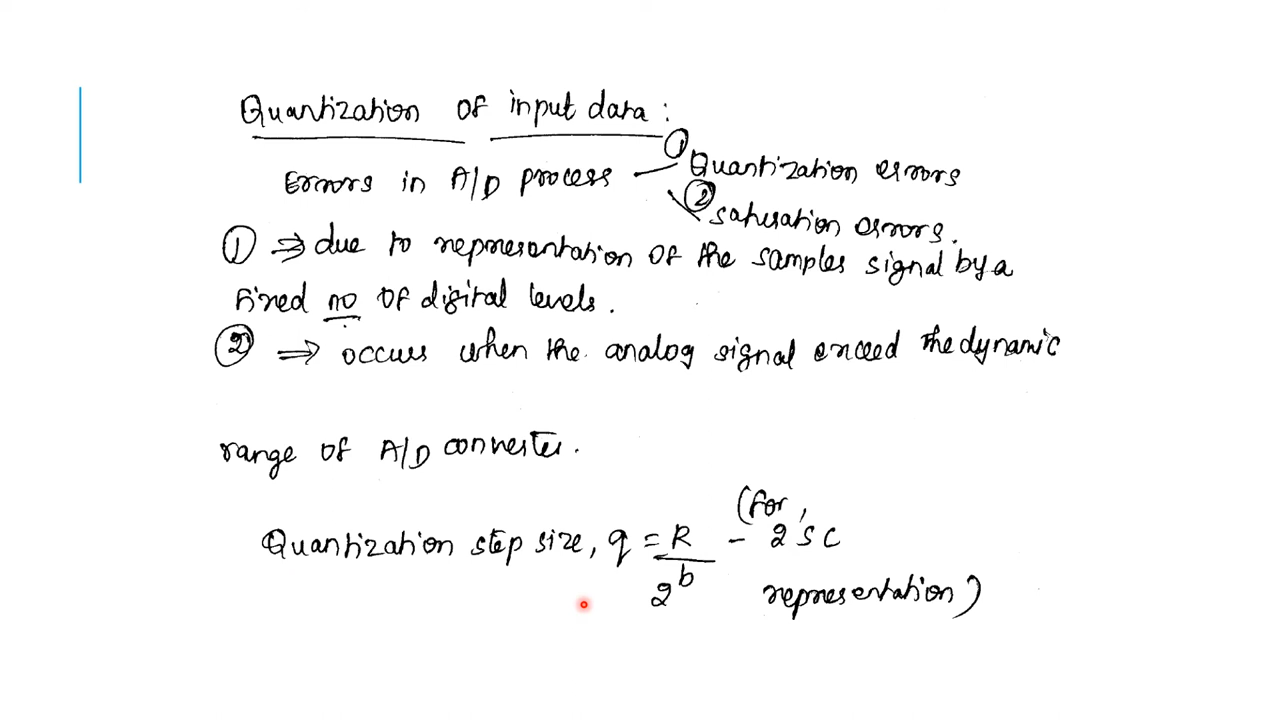 Quantization of input data:
Errors in A/D process — ① Quantization errors
② saturation errors.
① ⇒ due to representation of the samples signal by a
fixed no of digital levels.
② ⇒ occurs when the analog signal exceed the dynamic
range of A/D converter.
Quantization step size, q = R / 2^b - (for 2's C
representation)